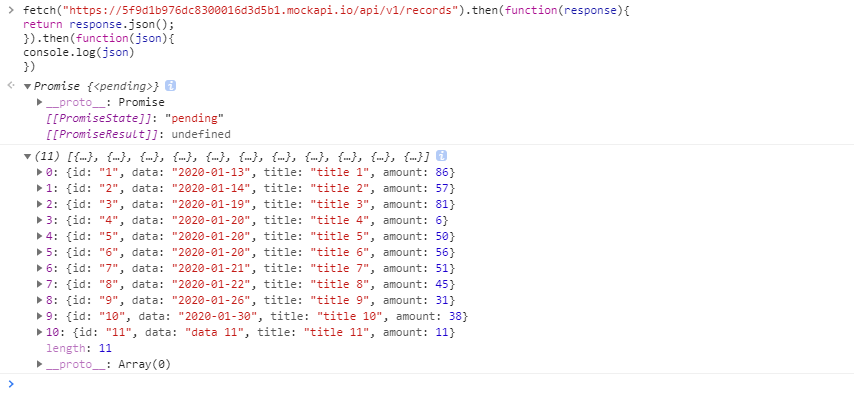 > fetch("https://5f9d1b976dc8300016d3d5b1.mockapi.io/api/v1/records").then(function(response){
return response.json();
}).then(function(json){
console.log(json)
})
Promise {<pending>}
__proto__: Promise
[[PromiseState]]: "pending"
[[PromiseResult]]: undefined
(11) [{…}, {…}, {…}, {…}, {…}, {…}, {…}, {…}, {…}, {…}, {…}]
0: {id: "1", data: "2020-01-13", title: "title 1", amount: 86}
1: {id: "2", data: "2020-01-14", title: "title 2", amount: 57}
2: {id: "3", data: "2020-01-19", title: "title 3", amount: 81}
3: {id: "4", data: "2020-01-20", title: "title 4", amount: 6}
4: {id: "5", data: "2020-01-20", title: "title 5", amount: 50}
5: {id: "6", data: "2020-01-20", title: "title 6", amount: 56}
6: {id: "7", data: "2020-01-21", title: "title 7", amount: 51}
7: {id: "8", data: "2020-01-22", title: "title 8", amount: 45}
8: {id: "9", data: "2020-01-26", title: "title 9", amount: 31}
9: {id: "10", data: "2020-01-30", title: "title 10", amount: 38}
10: {id: "11", data: "data 11", title: "title 11", amount: 11}
length: 11
__proto__: Array(0)
>